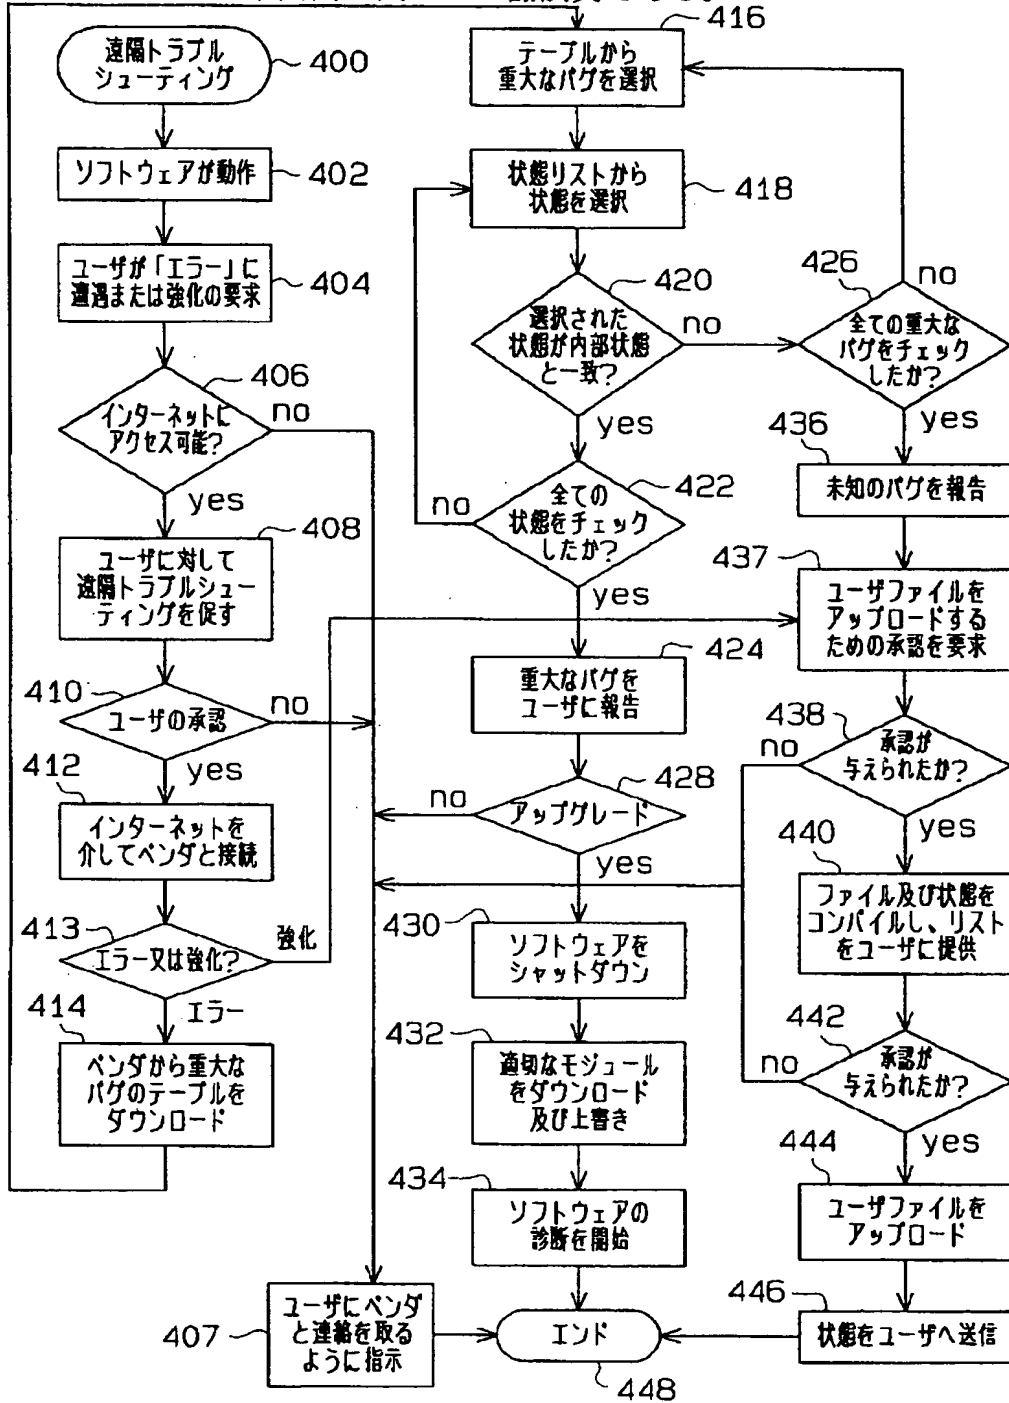 遠隔トラブル
シューティング
400
ソフトウェアが動作
402
ユーザが「エラー」に
遭遇または強化の要求
404
406
インターネットに
アクセス可能?
no
yes
408
ユーザに対して
遠隔トラブルシュー
ティングを促す
410
ユーザの承認
no
yes
412
インターネットを
介してベンダと接続
413
エラー又は強化?
強化
エラー
414
ベンダから重大な
バグのテーブルを
ダウンロード
416
テーブルから
重大なバグを選択
418
状態リストから
状態を選択
420
選択された
状態が内部状態
と一致?
no
yes
422
全ての
状態をチェック
したか?
no
yes
424
重大なバグを
ユーザに報告
428
アップグレード
no
yes
430
ソフトウェアを
シャットダウン
432
適切なモジュール
をダウンロード
及び上書き
434
ソフトウェアの
診断を開始
407
ユーザにベンダ
と連絡を取る
ように指示
エンド
448
426
no
全ての重大な
バグをチェック
したか?
yes
436
未知のバグを報告
437
ユーザファイルを
アップロードする
ための承認を要求
438
no
承認が
与えられたか?
yes
440
ファイル及び状態を
コンパイルし、リスト
をユーザに提供
442
no
承認が
与えられたか?
yes
444
ユーザファイルを
アップロード
446
状態をユーザへ送信